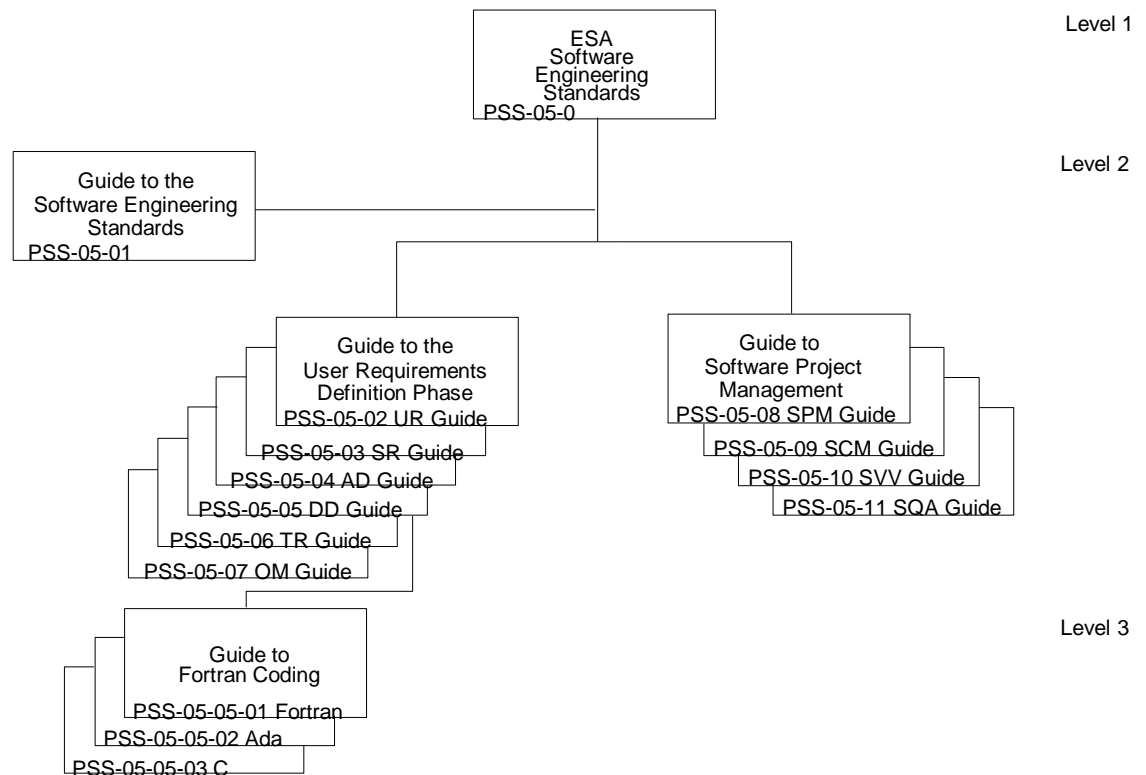 Level 1
ESA
Software
Engineering
Standards
PSS-05-0
Level 2
Guide to the
Software Engineering
Standards
PSS-05-01
Guide to the
User Requirements
Definition Phase
PSS-05-02 UR Guide
PSS-05-03 SR Guide
PSS-05-04 AD Guide
PSS-05-05 DD Guide
PSS-05-06 TR Guide
PSS-05-07 OM Guide
Guide to
Software Project
Management
PSS-05-08 SPM Guide
PSS-05-09 SCM Guide
PSS-05-10 SVV Guide
PSS-05-11 SQA Guide
Level 3
Guide to
Fortran Coding
PSS-05-05-01 Fortran
PSS-05-05-02 Ada
PSS-05-05-03 C